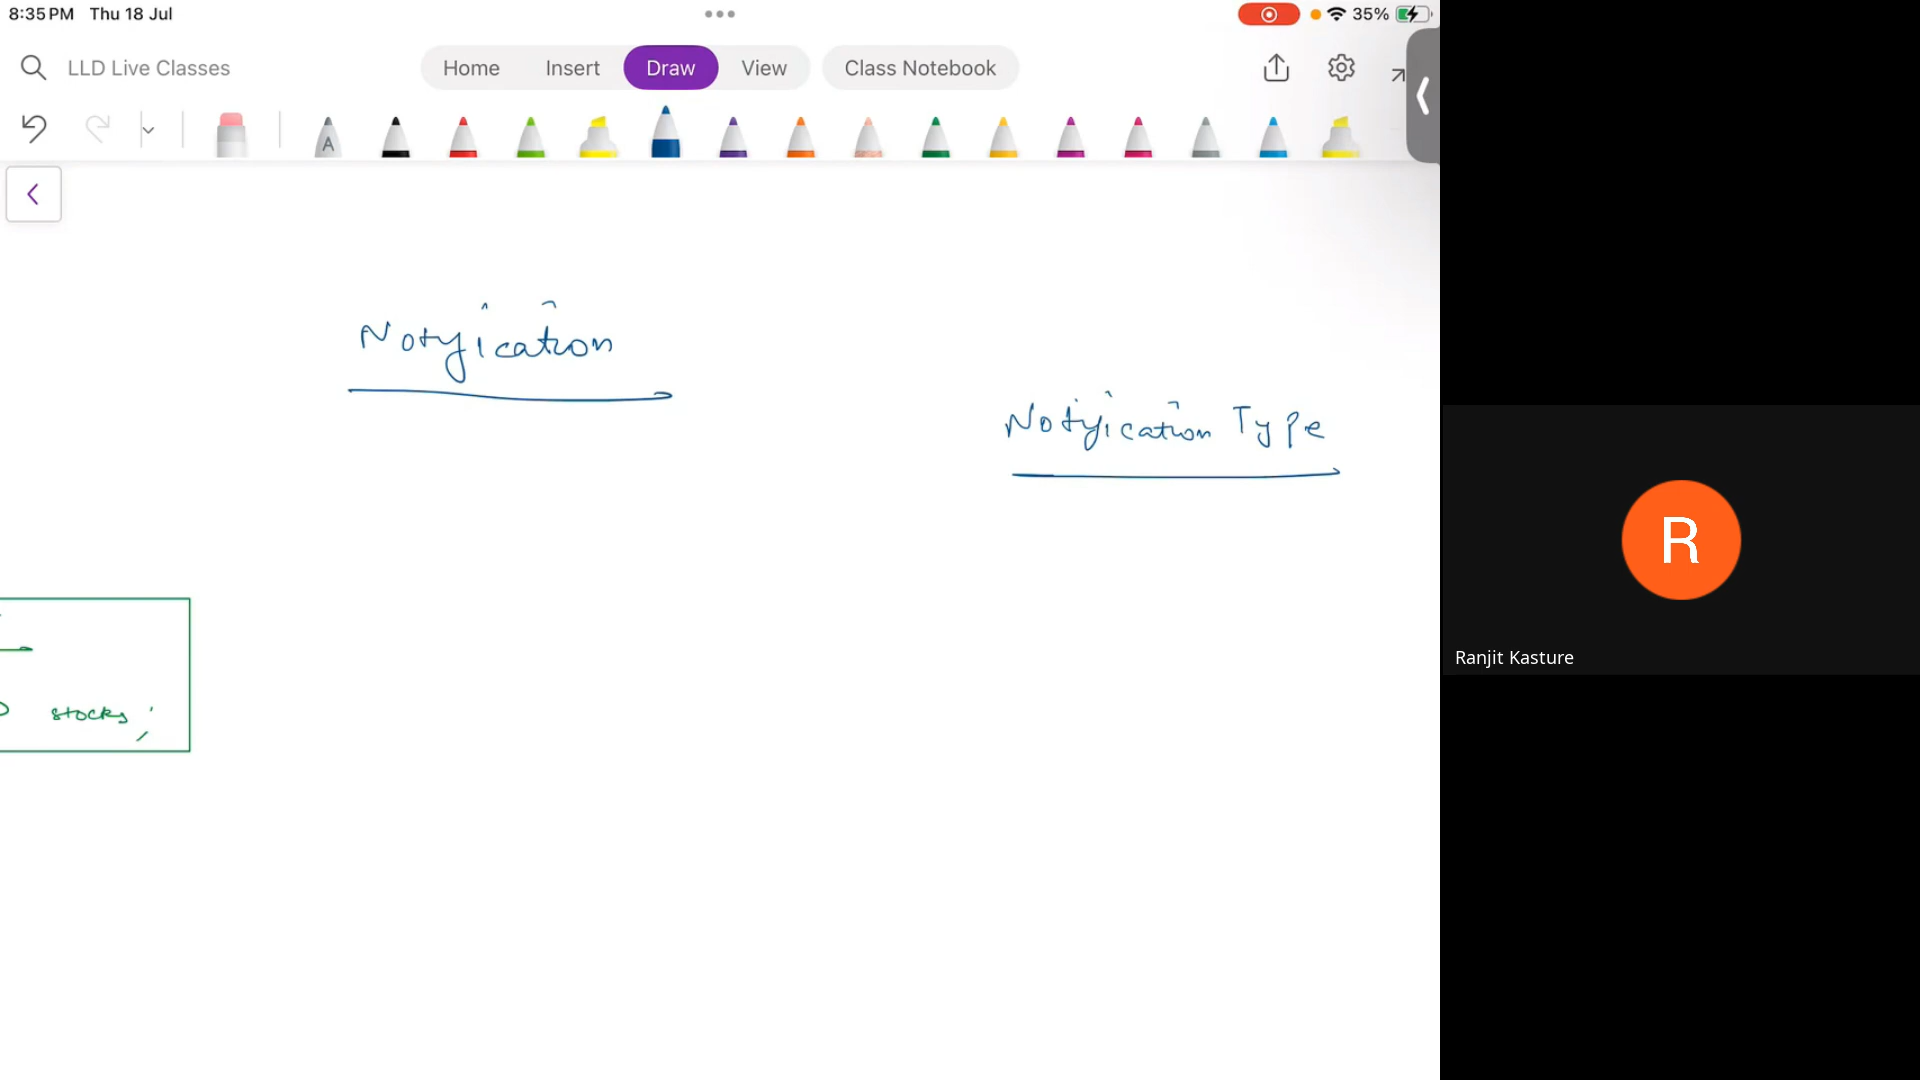 8:35 PM Thu 18 Jul
35%
LLD Live Classes
Home Insert Draw View Class Notebook
A
Notification
Notification Type
stocks;
R
Ranjit Kasture